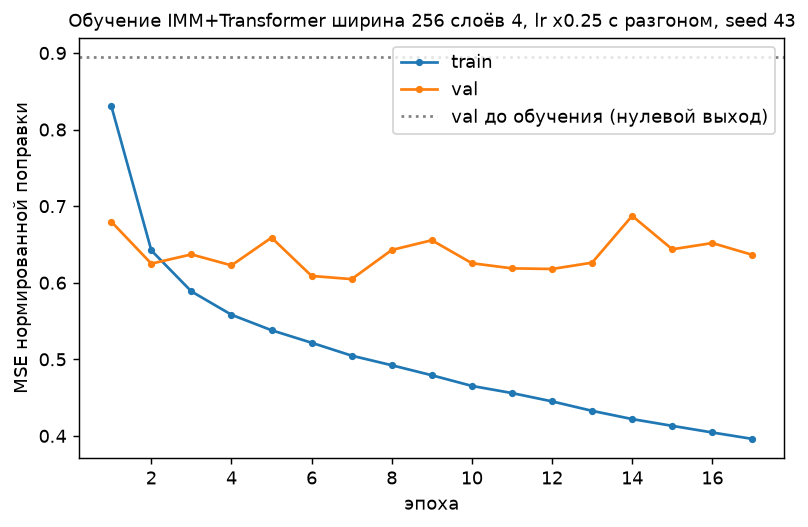 Обучение IMM+Transformer ширина 256 слоёв 4, lr x0.25 с разгоном, seed 43
train
val
val до обучения (нулевой выход)
MSE нормированной поправки
0.9
0.8
0.7
0.6
0.5
0.4
2 4 6 8 10 12 14 16
эпоха